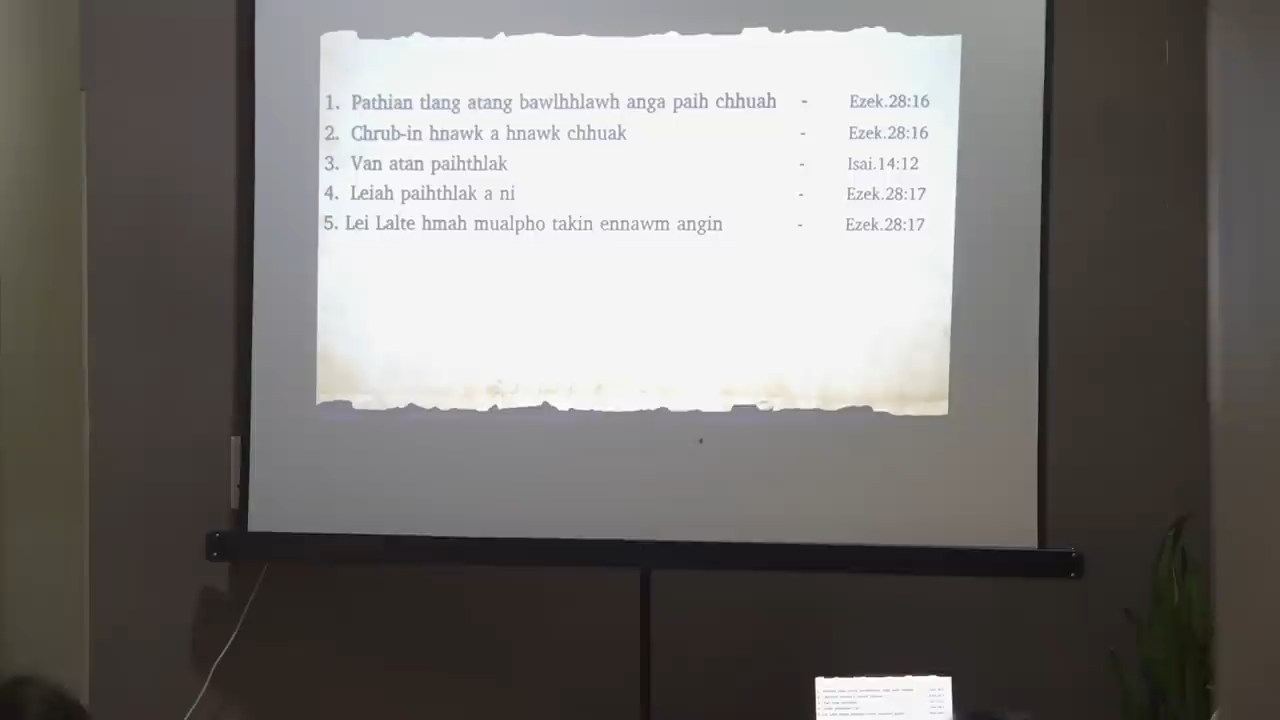 1. Pathian tlang atang bawlhhlawh anga paih chhuah - Ezek.28:16
2. Chrub-in hnawk a hnawk chhuak - Ezek.28:16
3. Van atan paihthlak - Isai.14:12
4. Leiah paihthlak a ni - Ezek.28:17
5. Lei Lalte hmah mualpho takin ennawm angin - Ezek.28:17